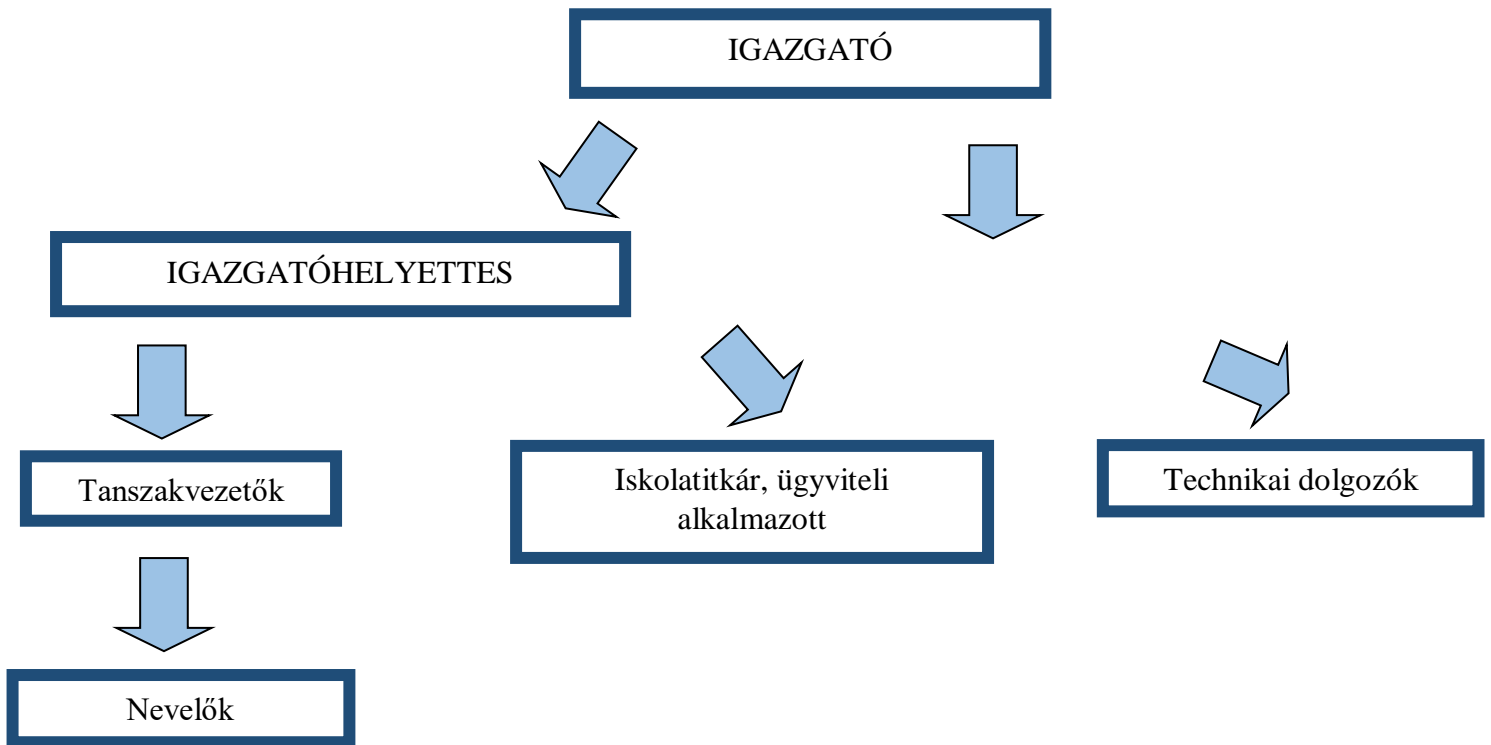 IGAZGATÓ
IGAZGATÓHELYETTES
Tanszakvezetők
Iskolatitkár, ügyviteli
alkalmazott
Technikai dolgozók
Nevelők